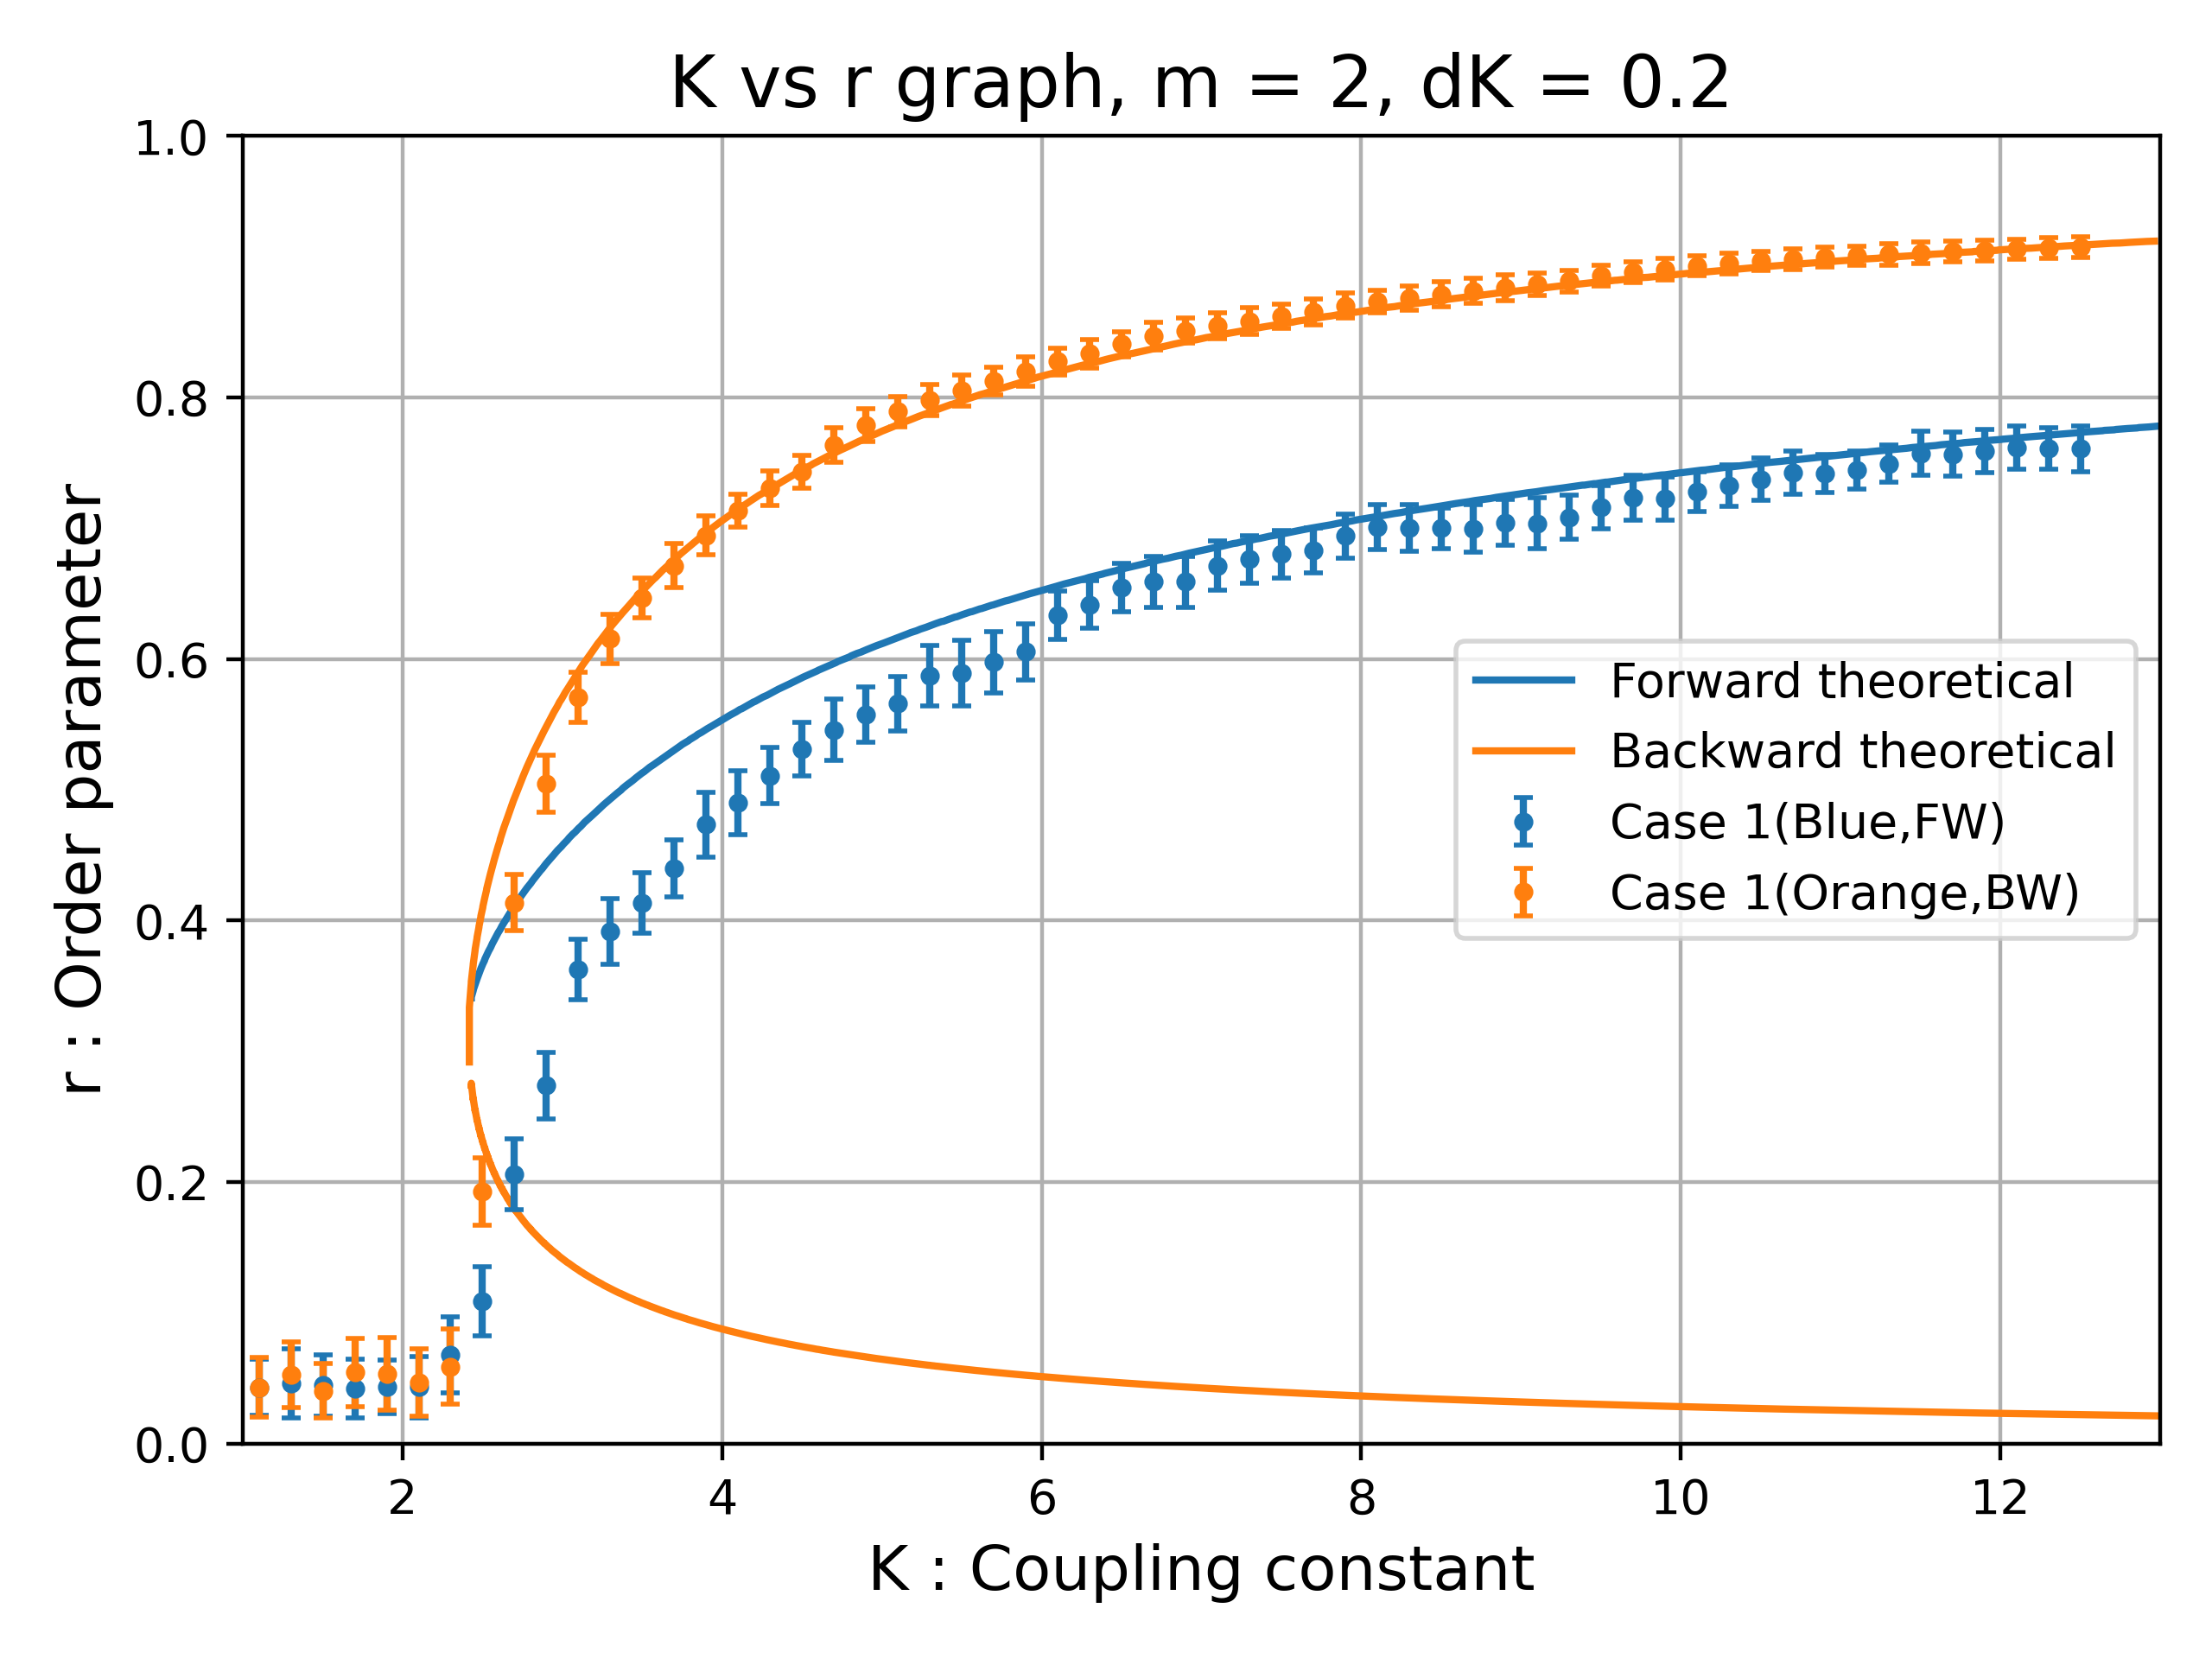 K vs r graph, m = 2, dK = 0.2
1.0
0.8
0.6
0.4
0.2
0.0
r : Order parameter
Forward theoretical
Backward theoretical
Case 1(Blue,FW)
Case 1(Orange,BW)
2 4 6 8 10 12
K : Coupling constant